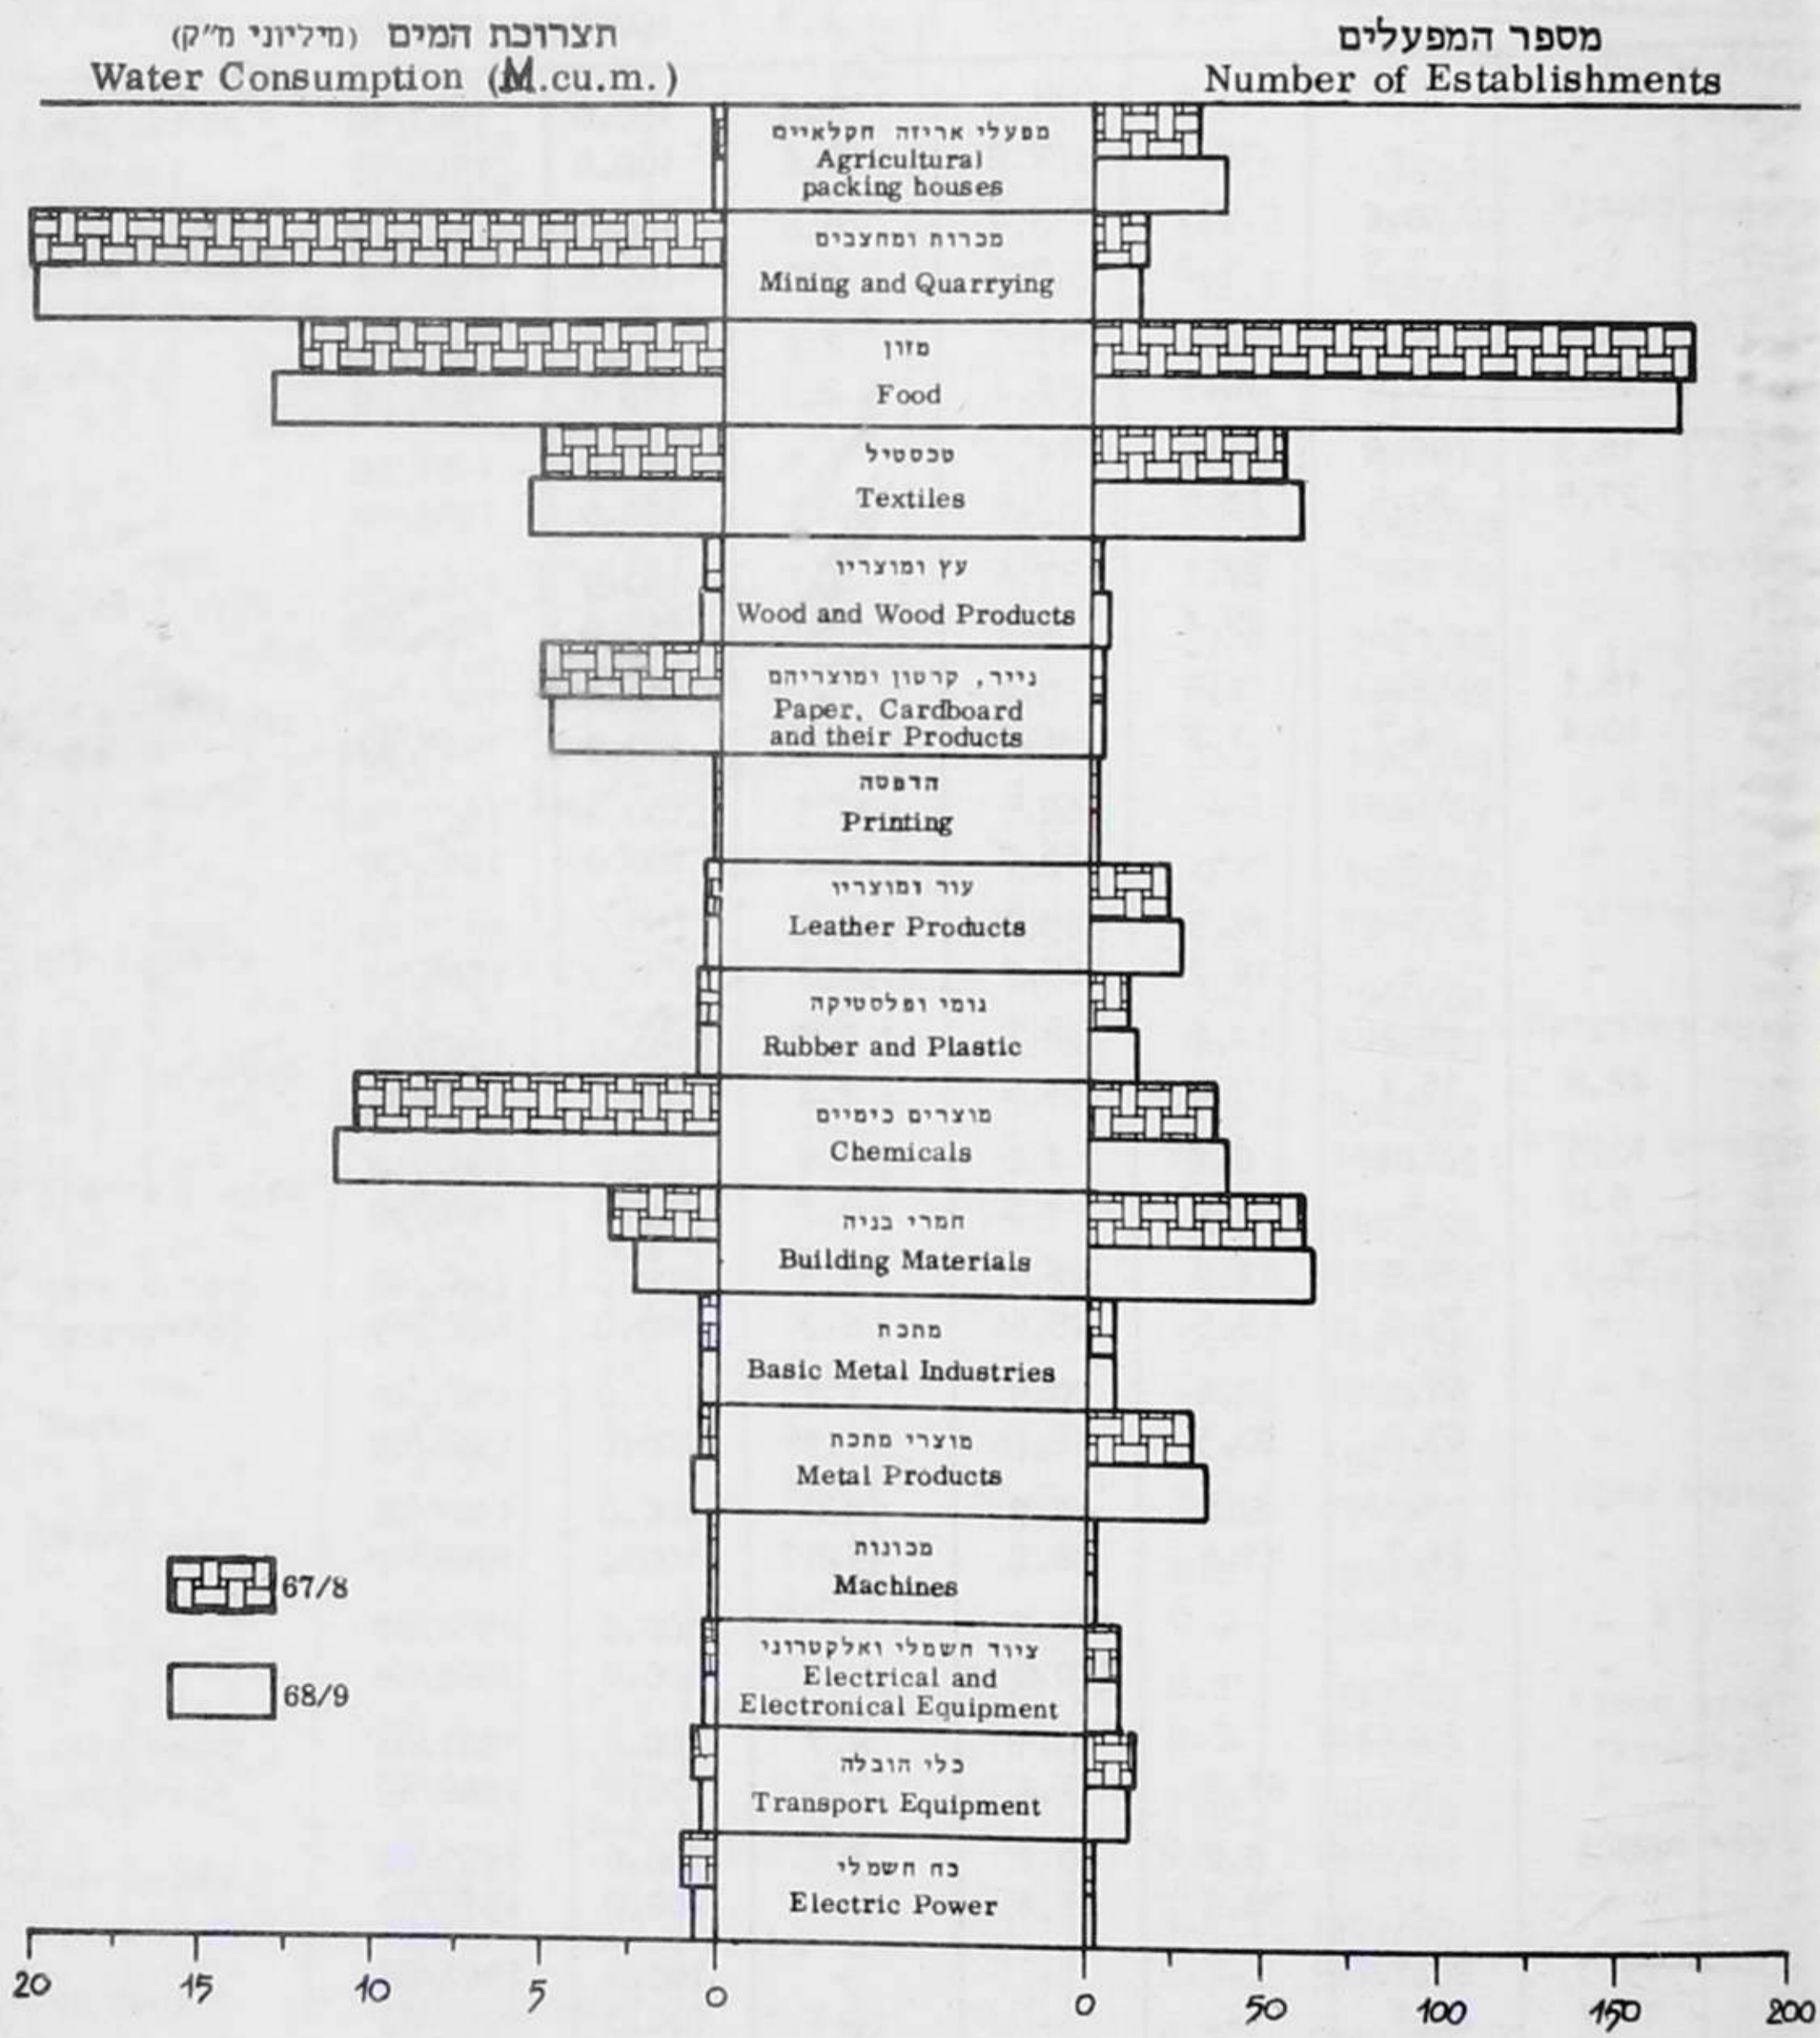 תצרוכת המים (מיליוני מ״ק)
Water Consumption (M.cu.m.)
מספר המפעלים
Number of Establishments
מפעלי אריזה חקלאיים
Agricultural
packing houses
מכרות ומחצבים
Mining and Quarrying
מזון
Food
טכסטיל
Textiles
עץ ומוצריו
Wood and Wood Products
נייר, קרטון ומוצריהם
Paper, Cardboard
and their Products
הדפסה
Printing
עור ומוצריו
Leather Products
גומי ופלסטיקה
Rubber and Plastic
מוצרים כימיים
Chemicals
חמרי בניה
Building Materials
מתכת
Basic Metal Industries
מוצרי מתכת
Metal Products
מכונות
Machines
ציוד חשמלי ואלקטרוני
Electrical and
Electronical Equipment
כלי הובלה
Transport Equipment
כח חשמלי
Electric Power
67/8
68/9
20 15 10 5 0
0 50 100 150 200